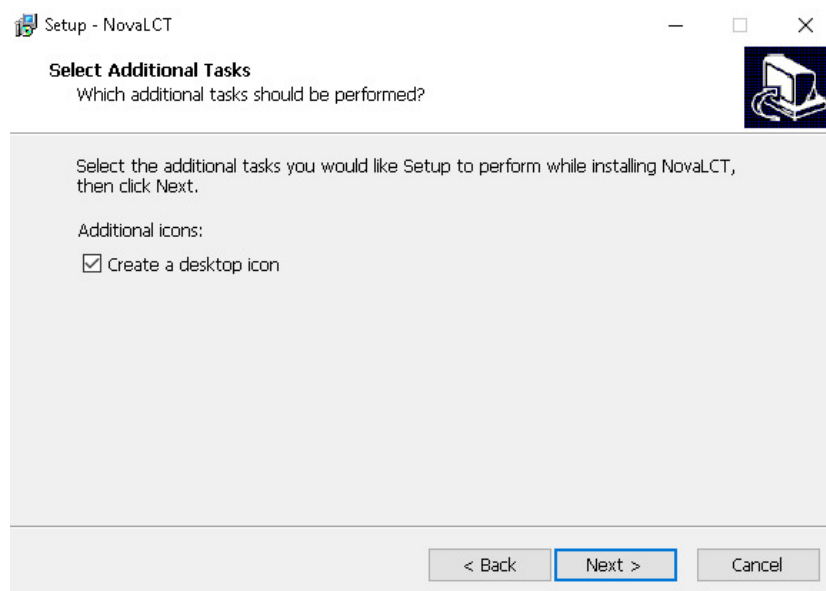 Setup - NovaLCT
Select Additional Tasks
Which additional tasks should be performed?
Select the additional tasks you would like Setup to perform while installing NovaLCT,
then click Next.
Additional icons:
Create a desktop icon
< Back
Next >
Cancel